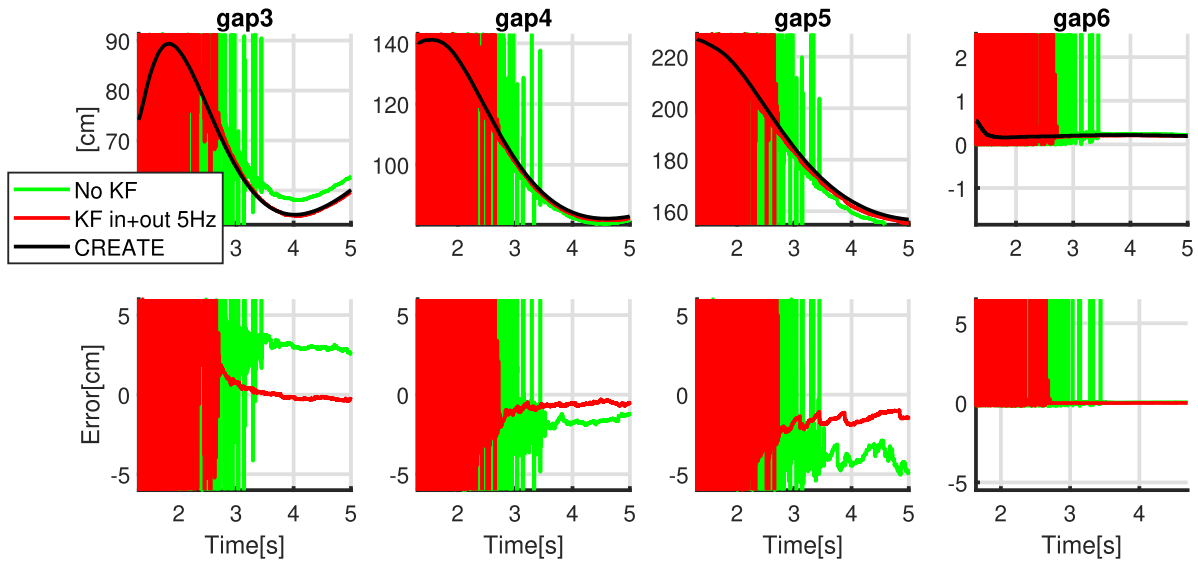 gap3 gap4 gap5 gap6
[cm]
90
80
70
140
120
100
220
200
180
160
2
1
0
-1
No KF
KF in+out 5Hz
CREATE
3 4 5
2 3 4 5
2 3 4 5
2 3 4 5
Error[cm]
5
0
-5
5
0
-5
5
0
-5
5
0
-5
2 3 4 5
2 3 4 5
2 3 4 5
2 3 4
Time[s] Time[s] Time[s] Time[s]